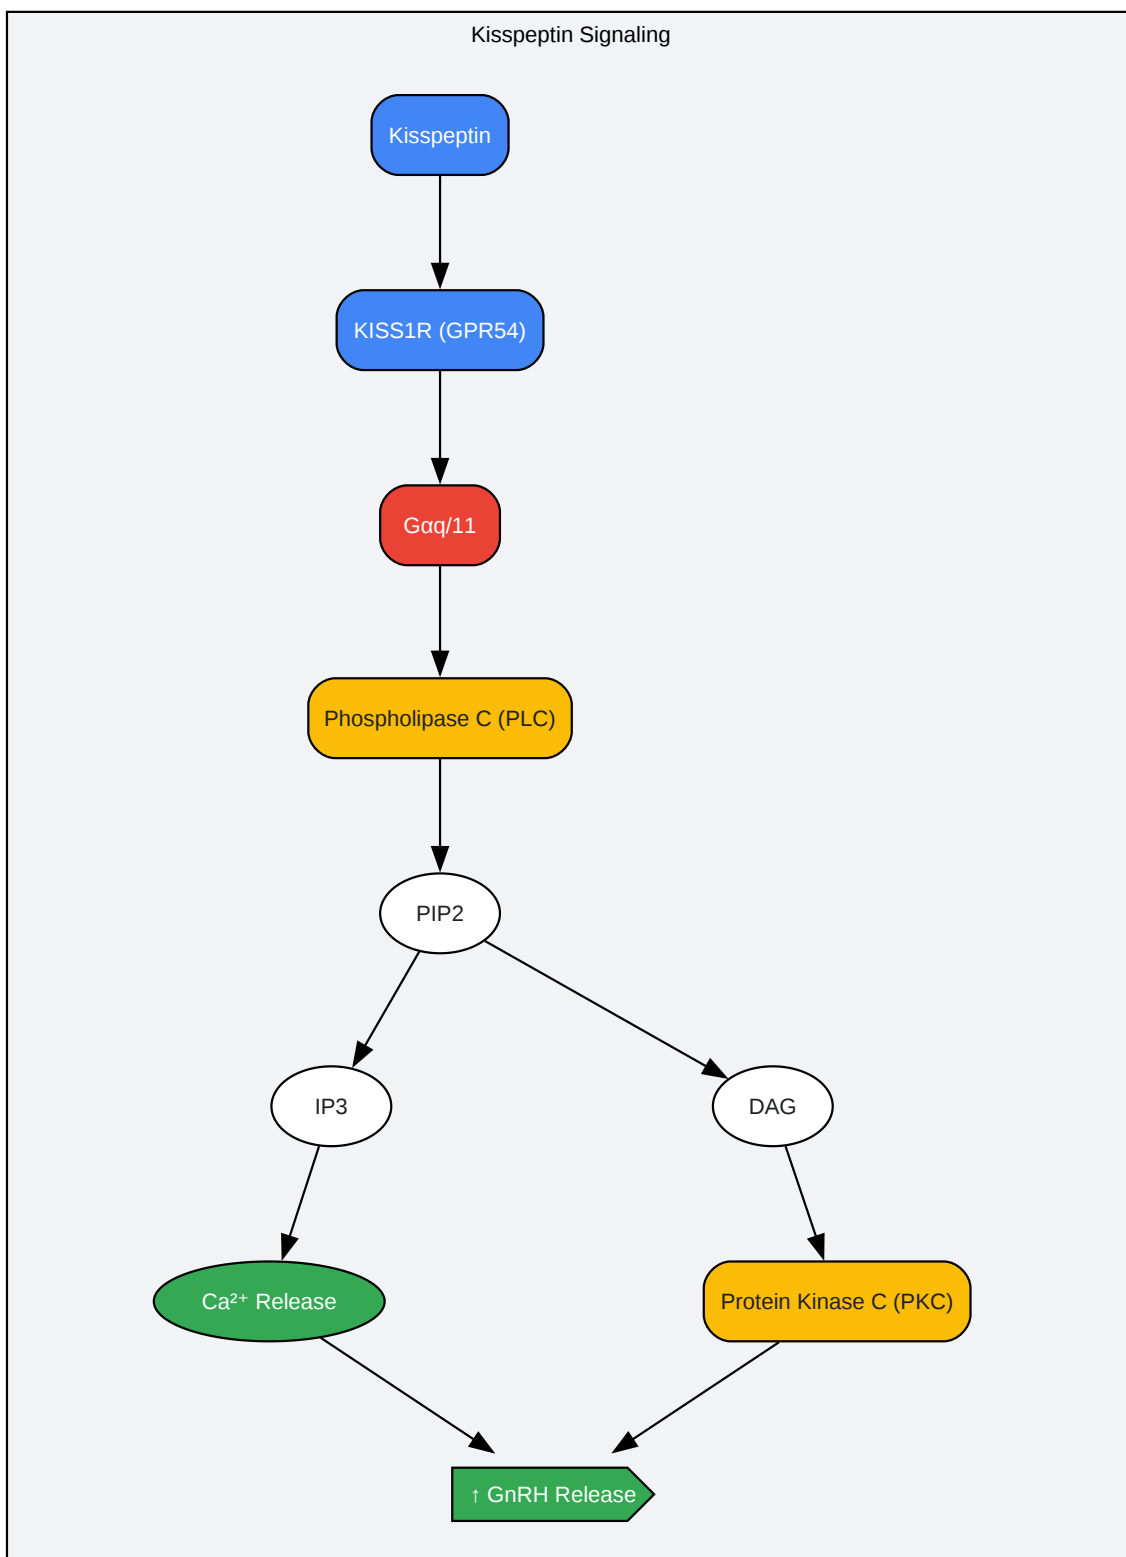 Kisspeptin Signaling
Kisspeptin
KISS1R (GPR54)
Gαq/11
Phospholipase C (PLC)
PIP2
IP3
DAG
Ca²⁺ Release
Protein Kinase C (PKC)
↑ GnRH Release